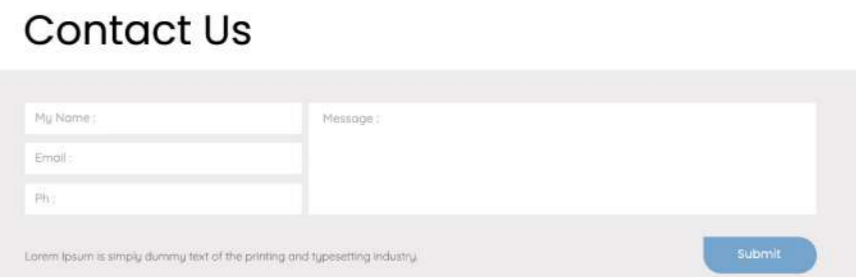 Contact Us
My Name :
Message :
Email :
Ph :
Lorem Ipsum is simply dummy text of the printing and typesetting industry.
Submit